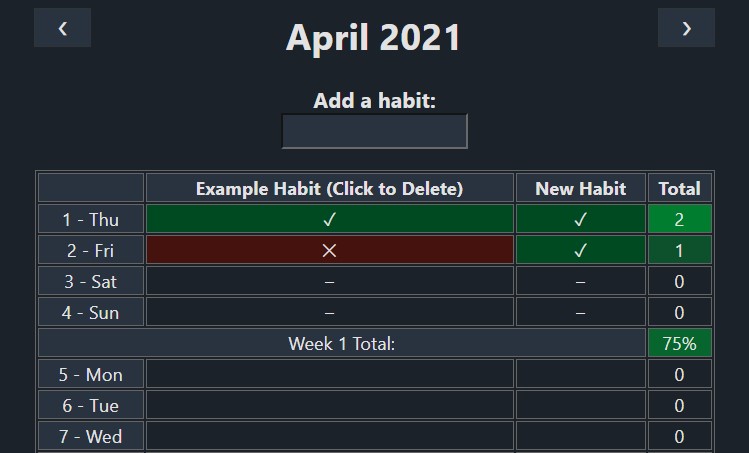 ‹ April 2021 ›
Add a habit:
Example Habit (Click to Delete) New Habit Total
1 - Thu ✓ ✓ 2
2 - Fri ✕ ✓ 1
3 - Sat – – 0
4 - Sun – – 0
Week 1 Total: 75%
5 - Mon 0
6 - Tue 0
7 - Wed 0